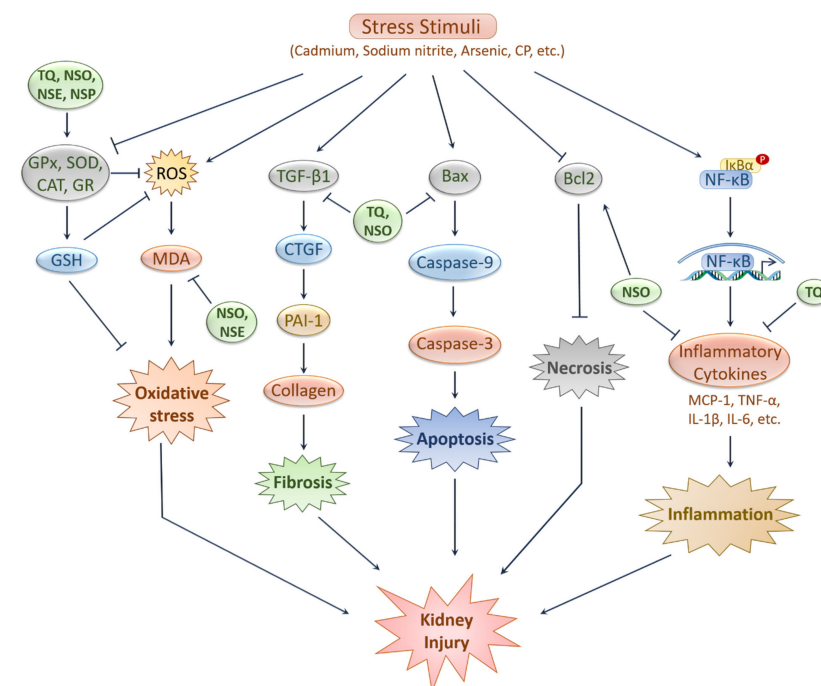 Stress Stimuli
(Cadmium, Sodium nitrite, Arsenic, CP, etc.)
TQ, NSO,
NSE, NSP
GPx, SOD,
CAT, GR
ROS
TGF-β1
Bax
Bcl2
IκBα
P
NF-κB
TQ,
NSO
GSH
MDA
CTGF
Caspase-9
NF-κB
NSO
TQ
NSO,
NSE
PAI-1
Caspase-3
Necrosis
Inflammatory
Cytokines
MCP-1, TNF-α,
IL-1β, IL-6, etc.
Oxidative
stress
Collagen
Apoptosis
Fibrosis
Inflammation
Kidney
Injury